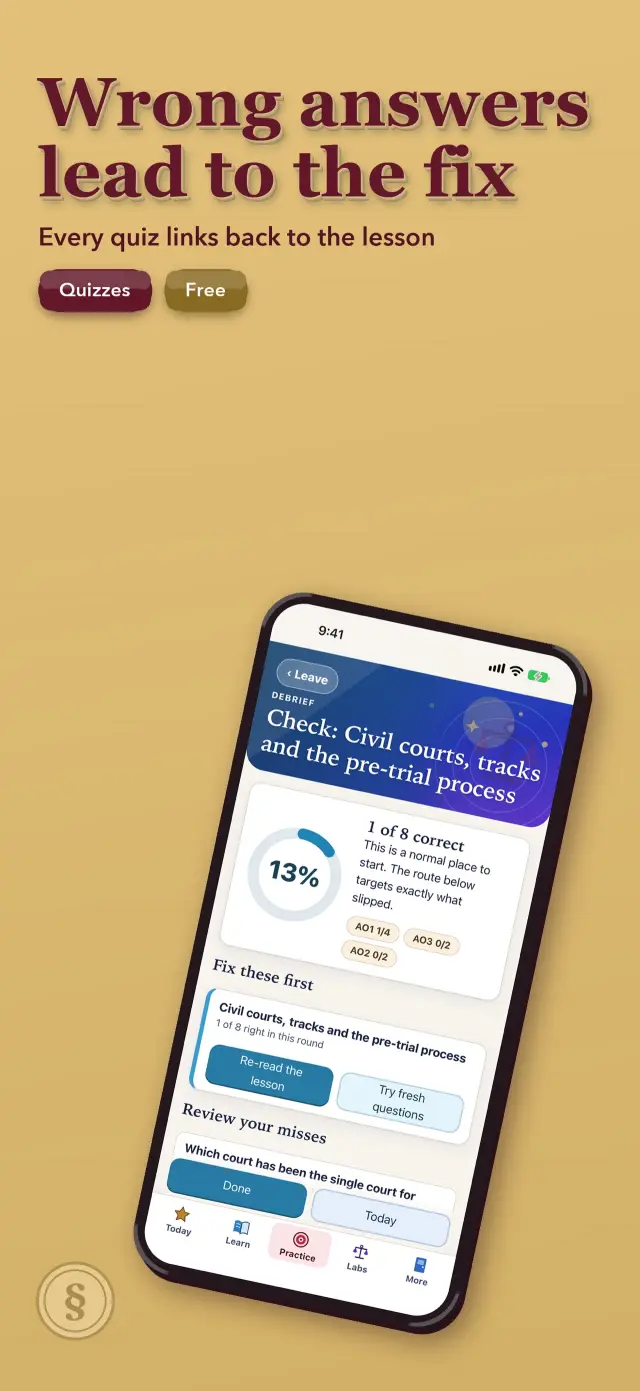 Wrong answers
lead to the fix
Every quiz links back to the lesson
Quizzes
Free
9:41
‹ Leave
DEBRIEF
Check: Civil courts, tracks
and the pre-trial process
13%
1 of 8 correct
This is a normal place to
start. The route below
targets exactly what
slipped.
AO1 1/4
AO3 0/2
AO2 0/2
Fix these first
Civil courts, tracks and the pre-trial process
1 of 8 right in this round
Re-read the
lesson
Try fresh
questions
Review your misses
Which court has been the single court for
Done
Today
Today
Learn
Practice
Labs
More
§